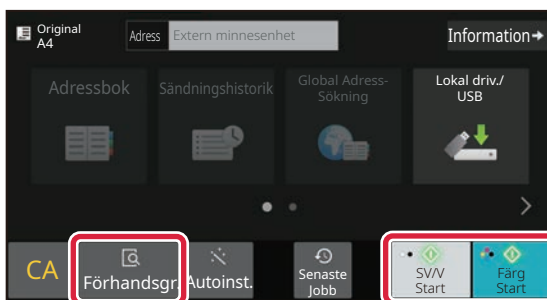 Original
A4
Adress
Extern minnesenhet
Information
Adressbok
Sändningshistorik
Global Adress-
Sökning
Lokal driv./
USB
CA
Förhandsgr.
Autoinst.
Senaste
Jobb
SV/V
Start
Färg
Start